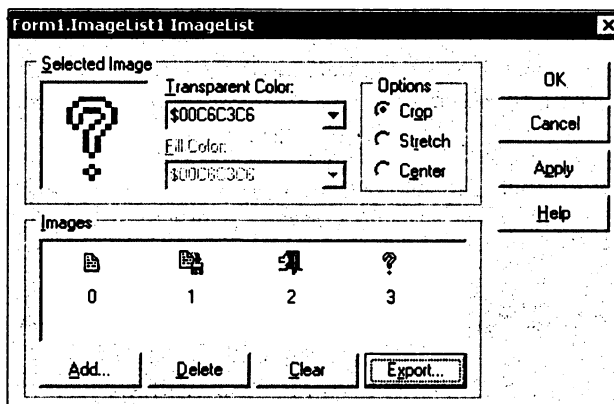 Form1.ImageList1 ImageList
Selected Image
Transparent Color:
$00C6C3C6
Fill Color:
$00C6C3C6
Options
Crop
Stretch
Center
OK
Cancel
Apply
Help
Images
0 1 2 3
Add... Delete Clear Export...